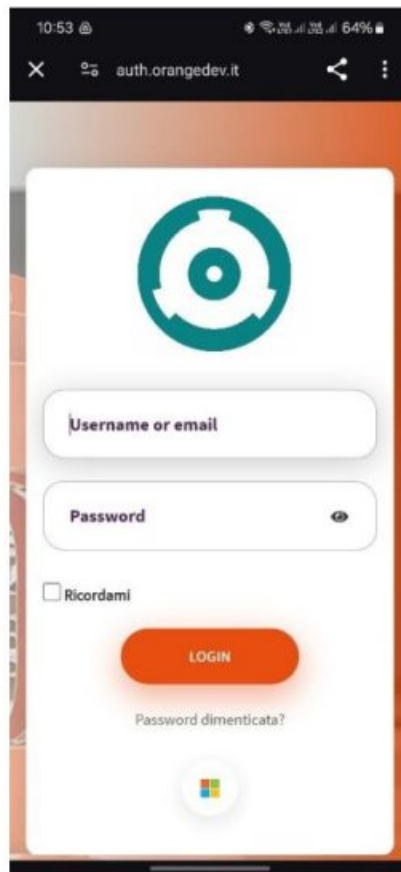 10:53 64%
auth.orangedev.it
Username or email
Password
Ricordami
LOGIN
Password dimenticata?